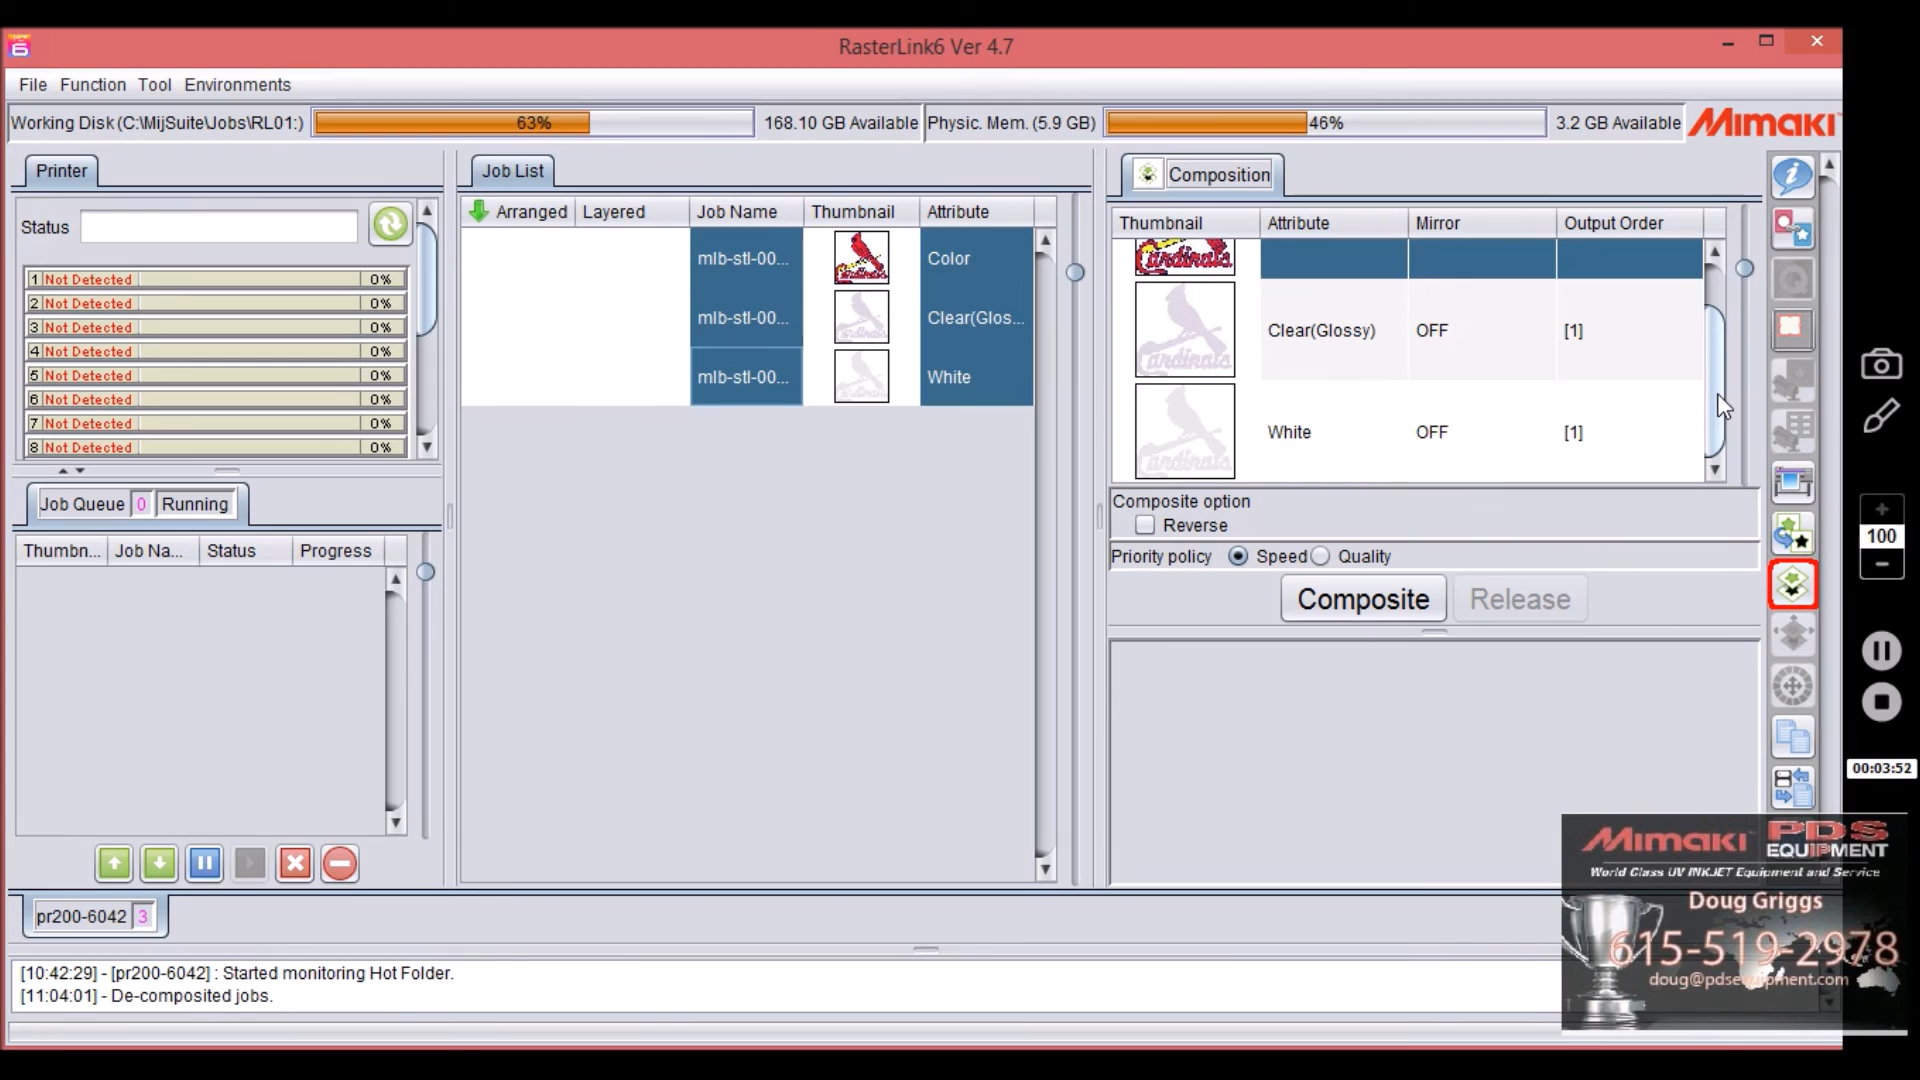 RasterLink6 Ver 4.7
File Function Tool Environments
Working Disk (C:\MijSuite\Jobs\RL01:) 63% 168.10 GB Available Physic. Mem. (5.9 GB) 46% 3.2 GB Available Mimaki
Printer
Status
1 Not Detected 0%
2 Not Detected 0%
3 Not Detected 0%
4 Not Detected 0%
5 Not Detected 0%
6 Not Detected 0%
7 Not Detected 0%
8 Not Detected 0%
Job Queue 0 Running
Thumbn... Job Na... Status Progress
Job List
Arranged Layered Job Name Thumbnail Attribute
mlb-stl-00... Color
mlb-stl-00... Clear(Glos...
mlb-stl-00... White
Composition
Thumbnail Attribute Mirror Output Order
Cardinals
Cardinals Clear(Glossy) OFF [1]
Cardinals White OFF [1]
Composite option
Reverse
Priority policy Speed Quality
Composite Release
100
00:03:52
pr200-6042 3
[10:42:29] - [pr200-6042] : Started monitoring Hot Folder.
[11:04:01] - De-composited jobs.
Mimaki PDS EQUIPMENT
World Class UV INKJET Equipment and Service
Doug Griggs
615-519-2978
doug@pdsequipment.com